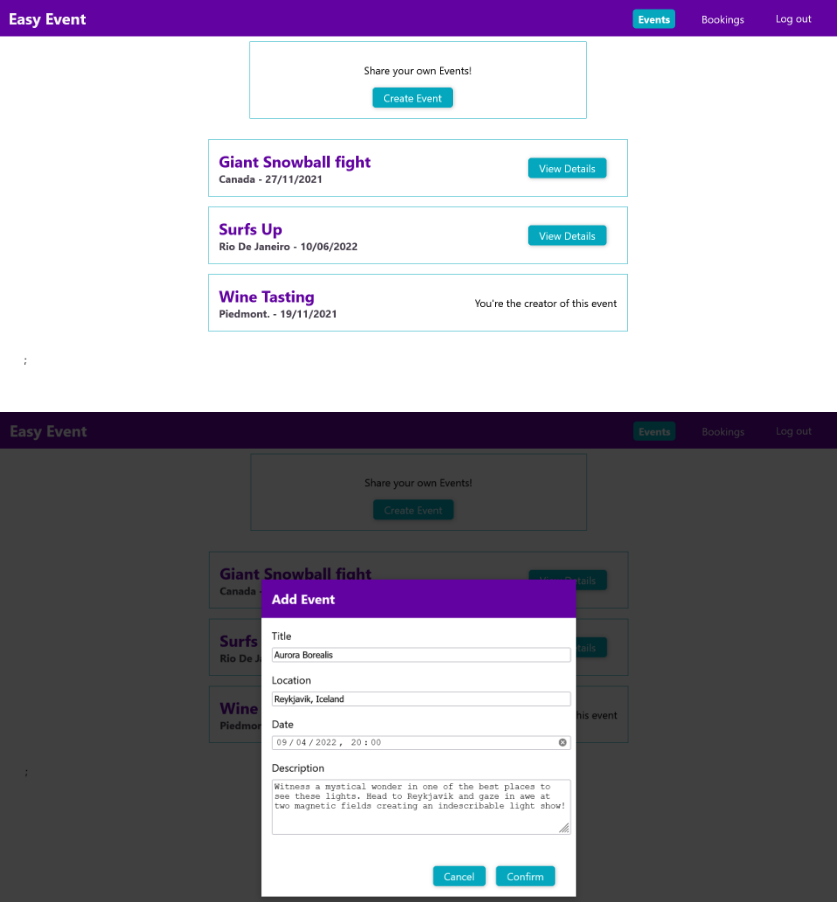 Easy Event
Events
Bookings
Log out
Share your own Events!
Create Event
Giant Snowball fight
Canada - 27/11/2021
View Details
Surfs Up
Rio De Janeiro - 10/06/2022
View Details
Wine Tasting
Piedmont. - 19/11/2021
You're the creator of this event
;
Easy Event
Events
Bookings
Log out
Share your own Events!
Create Event
Giant Snowball fight
Canada -
Details
Surfs
Rio De J
tails
Wine
Piedmon
his event
;
Add Event
Title
Aurora Borealis
Location
Reykjavik, Iceland
Date
09/04/2022, 20:00
Description
Witness a mystical wonder in one of the best places to
see these lights. Head to Reykjavik and gaze in awe at
two magnetic fields creating an indescribable light show!
Cancel
Confirm